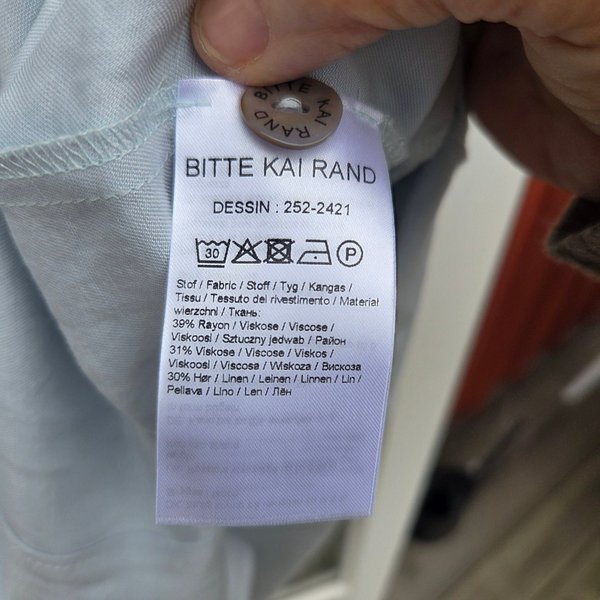 BITTE KAI RAND
BITTE KAI RAND
DESSIN : 252-2421
30 P
Stof / Fabric / Stoff / Tyg / Kangas /
Tissu / Tessuto del rivestimento / Materiał
wierzchni / Ткань:
39% Rayon / Viskose / Viscose /
Viskoosi / Sztuczny jedwab / Район
31% Viskose / Viscose / Viskos /
Viskoosi / Viscosa / Wiskoza / Вискоза
30% Hør / Linen / Leinen / Linnen / Lin /
Pellava / Lino / Len / Лён